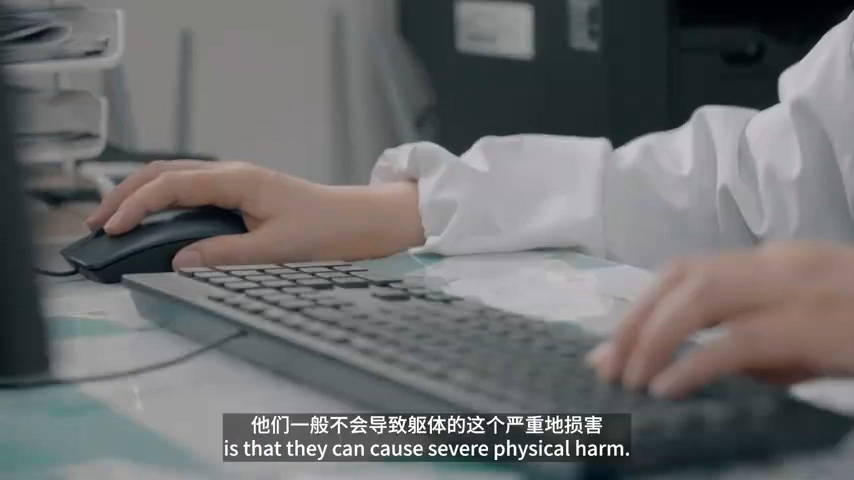 他们一般不会导致躯体的这个严重地损害
is that they can cause severe physical harm.